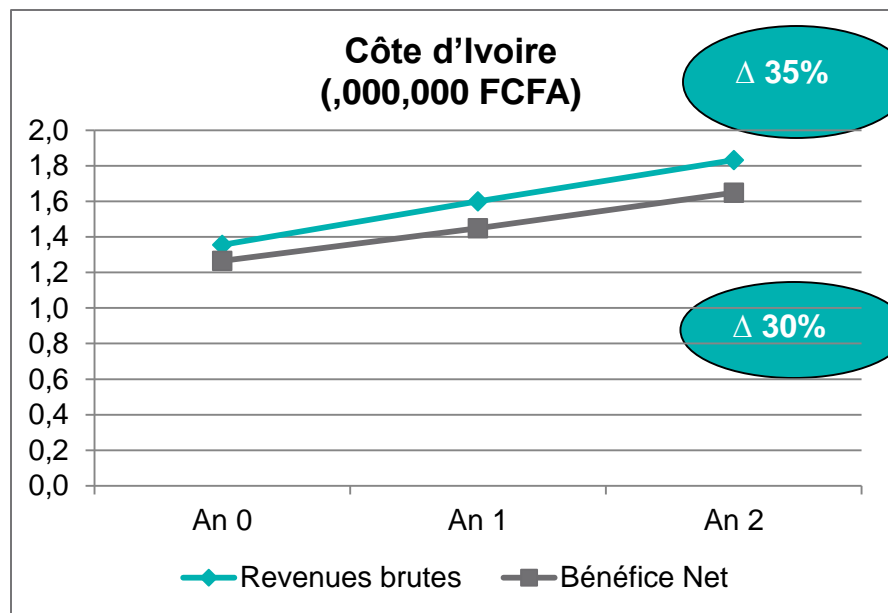 Côte d’Ivoire
(,000,000 FCFA)
∆ 35%
2,0
1,8
1,6
1,4
1,2
1,0
∆ 30%
0,8
0,6
0,4
0,2
0,0
An 0
An 1
An 2
Revenues brutes
Bénéfice Net